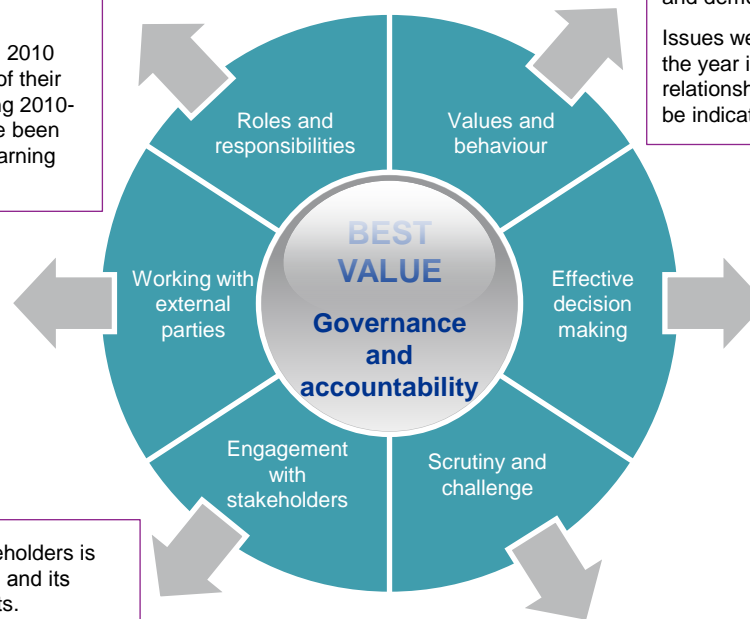 2010
of their
ng 2010-
e been
arning
and demo
Issues we
the year i
relationsh
be indicat
Roles and
responsibilities
Values and
behaviour
Working with
external
parties
BEST
VALUE
Governance
and
accountability
Effective
decision
making
Engagement
with
stakeholders
Scrutiny and
challenge
eholders is
and its
ts.